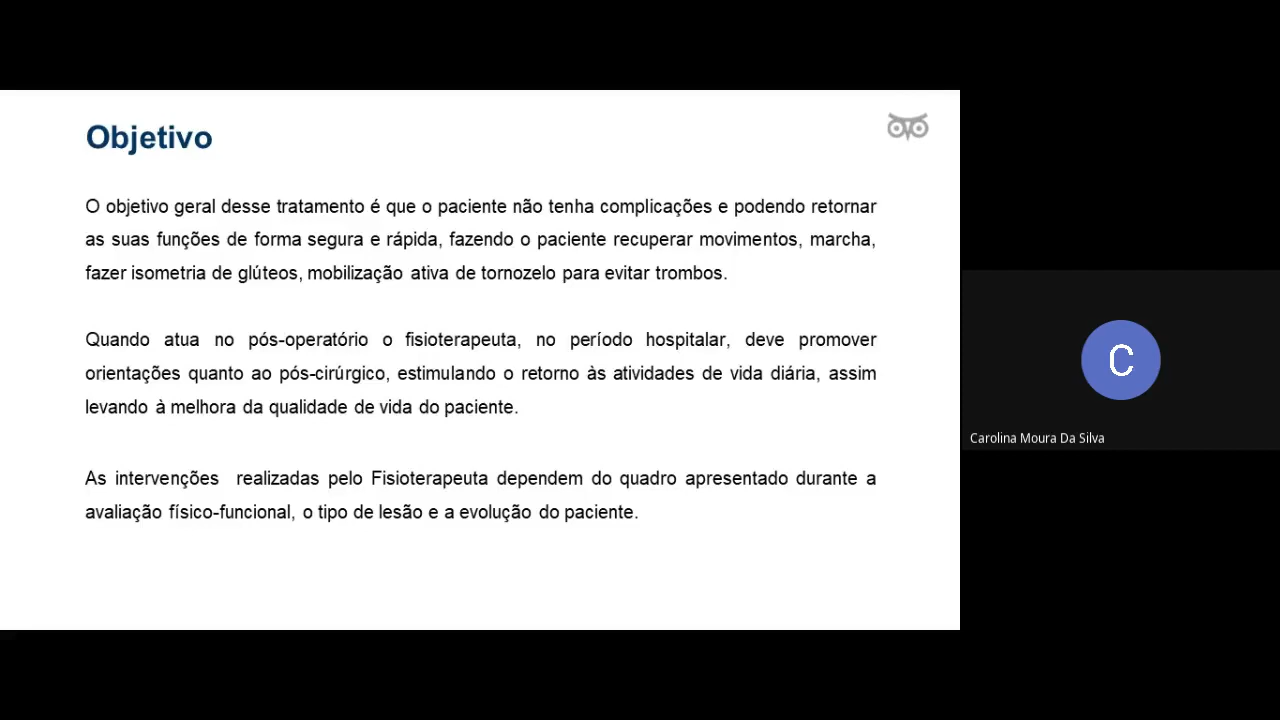 Objetivo
O objetivo geral desse tratamento é que o paciente não tenha complicações e podendo retornar
as suas funções de forma segura e rápida, fazendo o paciente recuperar movimentos, marcha,
fazer isometria de glúteos, mobilização ativa de tornozelo para evitar trombos.
Quando atua no pós-operatório o fisioterapeuta, no período hospitalar, deve promover
orientações quanto ao pós-cirúrgico, estimulando o retorno às atividades de vida diária, assim
levando à melhora da qualidade de vida do paciente.
As intervenções realizadas pelo Fisioterapeuta dependem do quadro apresentado durante a
avaliação físico-funcional, o tipo de lesão e a evolução do paciente.
C
Carolina Moura Da Silva